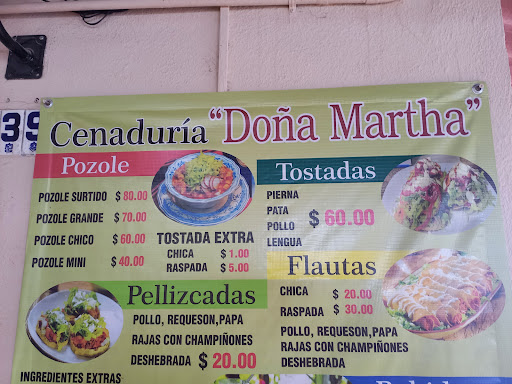 39
Cenaduría "Doña Martha"
Pozole
POZOLE SURTIDO $ 80.00
POZOLE GRANDE $ 70.00
POZOLE CHICO $ 60.00
POZOLE MINI $ 40.00
TOSTADA EXTRA
CHICA $ 1.00
RASPADA $ 5.00
Tostadas
PIERNA
PATA
POLLO
LENGUA
$ 60.00
Pellizcadas
POLLO, REQUESON,PAPA
RAJAS CON CHAMPIÑONES
DESHEBRADA $ 20.00
INGREDIENTES EXTRAS
Flautas
CHICA $ 20.00
RASPADA $ 30.00
POLLO, REQUESON,PAPA
RAJAS CON CHAMPIÑONES
DESHEBRADA